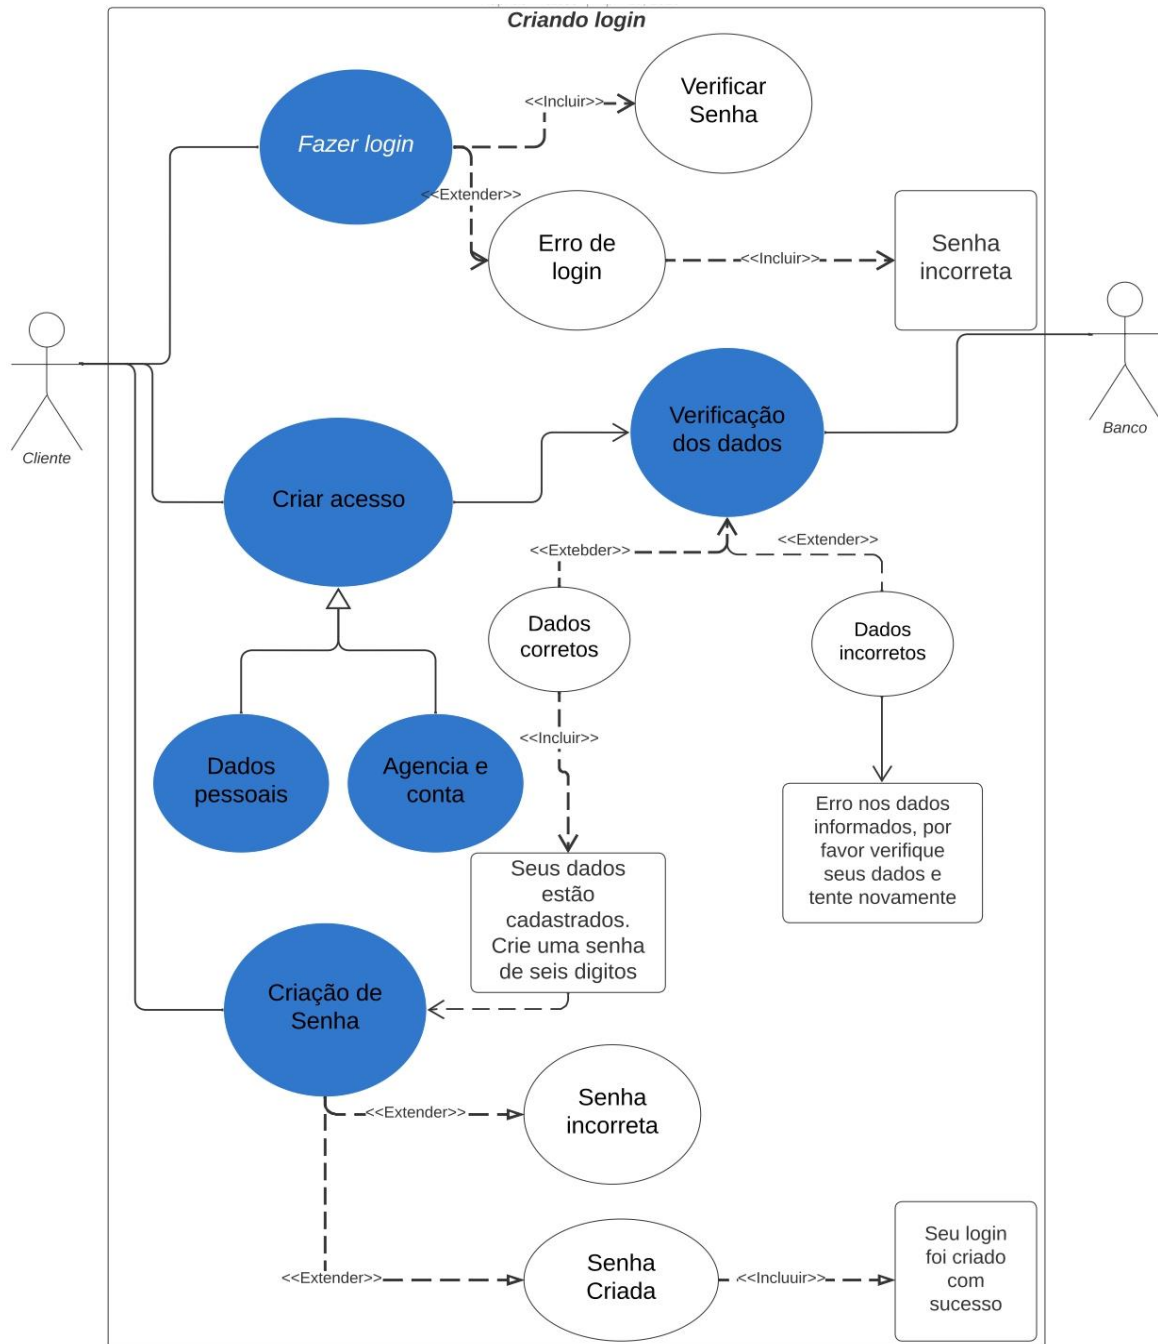 Criando login
Verificar
Senha
<<Incluir>>
Fazer login
<<Extender>>
Erro de
login
<<Incluir>>
Senha
incorreta
Cliente
Banco
Verificação
dos dados
Criar acesso
<<Extebder>>
<<Extender>>
Dados
corretos
Dados
incorretos
<<Incluir>>
Dados
pessoais
Agencia e
conta
Erro nos dados
informados, por
favor verifique
seus dados e
tente novamente
Seus dados
estão
cadastrados.
Crie uma senha
de seis digitos
Criação de
Senha
<<Extender>>
Senha
incorreta
<<Extender>>
Senha
Criada
<<Incluuir>>
Seu login
foi criado
com
sucesso